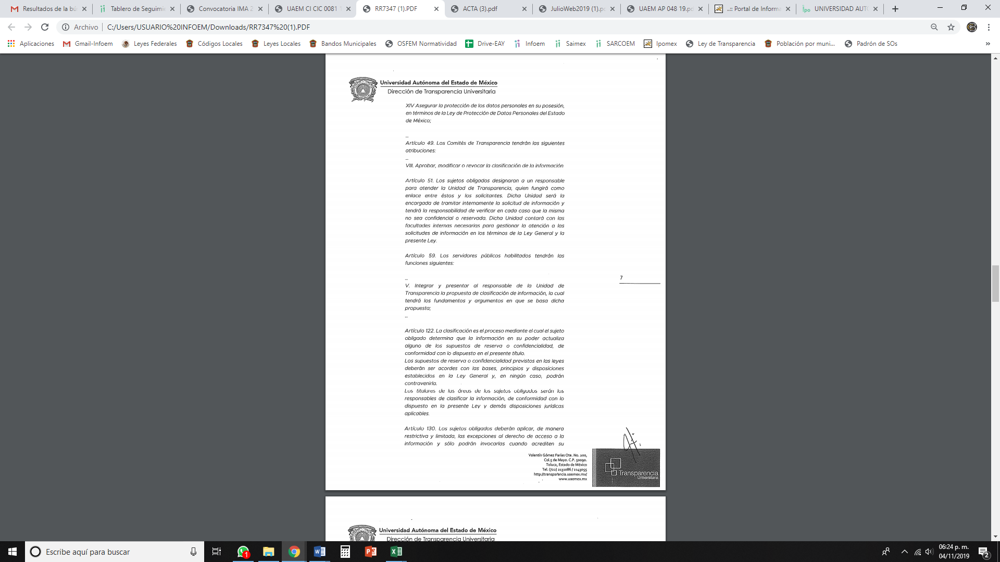 Resultados de la bú
Tablero de Seguimie
Convocatoria IMA 2
UAEM CI CIC 0081 1
RR7347 (1).PDF
ACTA (3).pdf
JulioWeb2019 (1).pd
UAEM AP 048 19.pd
..:: Portal de Informa
UNIVERSIDAD AUTÓ
Archivo
C:/Users/USUARIO%20INFOEM/Downloads/RR7347%20(1).PDF
Aplicaciones
Gmail-Infoem
Leyes Federales
Códigos Locales
Leyes Locales
Bandos Municipales
OSFEM Normatividad
Drive-EAY
Infoem
Saimex
SARCOEM
Ipomex
Ley de Transparencia
Población por muni...
Padrón de SOs
»
Universidad Autónoma del Estado de México
Dirección de Transparencia Universitaria
XIV Asegurar la protección de los datos personales en su posesión,
en términos de la Ley de Protección de Datos Personales del Estado
de México;
...
Artículo 49. Los Comités de Transparencia tendrán las siguientes
atribuciones:
...
VIII. Aprobar, modificar o revocar la clasificación de la información
Artículo 51. Los sujetos obligados designaran a un responsable
para atender la Unidad de Transparencia, quien fungirá como
enlace entre éstos y los solicitantes. Dicha Unidad será la
encargada de tramitar internamente la solicitud de información y
tendrá la responsabilidad de verificar en cada caso que la misma
no sea confidencial o reservada. Dicha Unidad contará con las
facultades internas necesarias para gestionar la atención a las
solicitudes de información en los términos de la Ley General y la
presente Ley.
Artículo 59. Los servidores públicos habilitados tendrán las
funciones siguientes:
...
7
V. Integrar y presentar al responsable de la Unidad de
Transparencia la propuesta de clasificación de información, la cual
tendrá los fundamentos y argumentos en que se basa dicha
propuesta;
...
Artículo 122. La clasificación es el proceso mediante el cual el sujeto
obligado determina que la información en su poder actualiza
alguno de los supuestos de reserva o confidencialidad, de
conformidad con lo dispuesto en el presente título.
Los supuestos de reserva o confidencialidad previstos en las leyes
deberán ser acordes con las bases, principios y disposiciones
establecidos en la Ley General y, en ningún caso, podrán
contravenirla.
Los titulares de las áreas de los sujetos obligados serán los
responsables de clasificar la información, de conformidad con lo
dispuesto en la presente Ley y demás disposiciones jurídicas
aplicables.
Artículo 130. Los sujetos obligados deberán aplicar, de manera
restrictiva y limitada, las excepciones al derecho de acceso a la
información y sólo podrán invocarlas cuando acrediten su
Valentín Gómez Farías Ote. No. 200,
Col.5 de Mayo. C.P. 50090.
Toluca, Estado de México
Tel. (722) 2131086 / 2143055
http://transparencia.uaemex.mx/
www.uaemex.mx
Transparencia
Universitaria
Universidad Autónoma del Estado de México
Dirección de Transparencia Universitaria
Escribe aquí para buscar
1
06:24 p. m.
04/11/2019
2